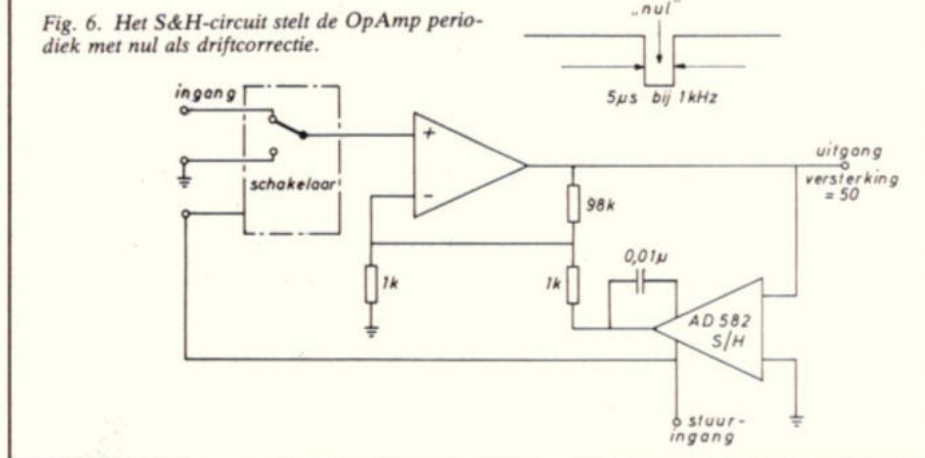 Fig. 6. Het S&H-circuit stelt de OpAmp perio-
diek met nul als driftcorrectie.
„nul"
5µs bij 1kHz
ingang
schakelaar
+
−
uitgang
versterking
= 50
98k
1k
1k
0,01µ
AD 582
S/H
stuur-
ingang